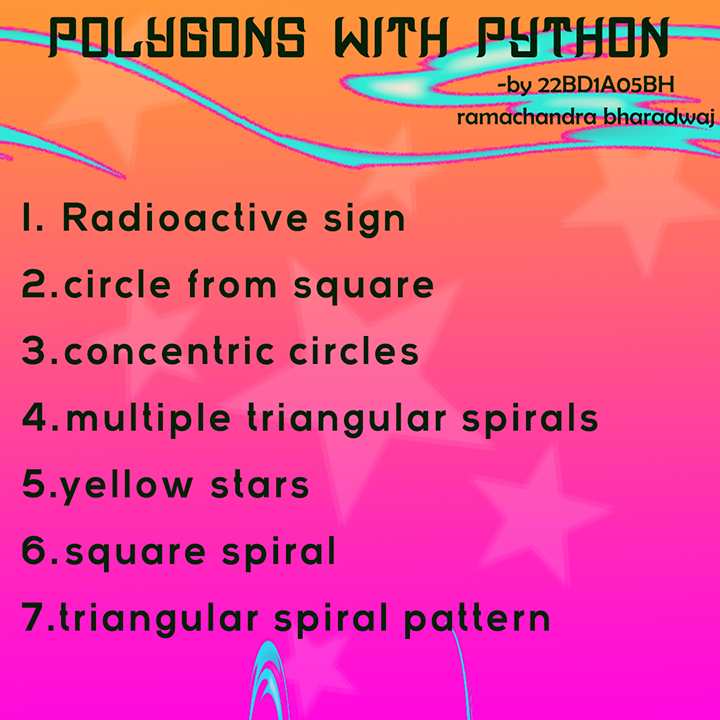 POLYGONS WITH PYTHON
-by 22BD1A05BH
ramachandra bharadwaj
1. Radioactive sign
2.circle from square
3.concentric circles
4.multiple triangular spirals
5.yellow stars
6.square spiral
7.triangular spiral pattern